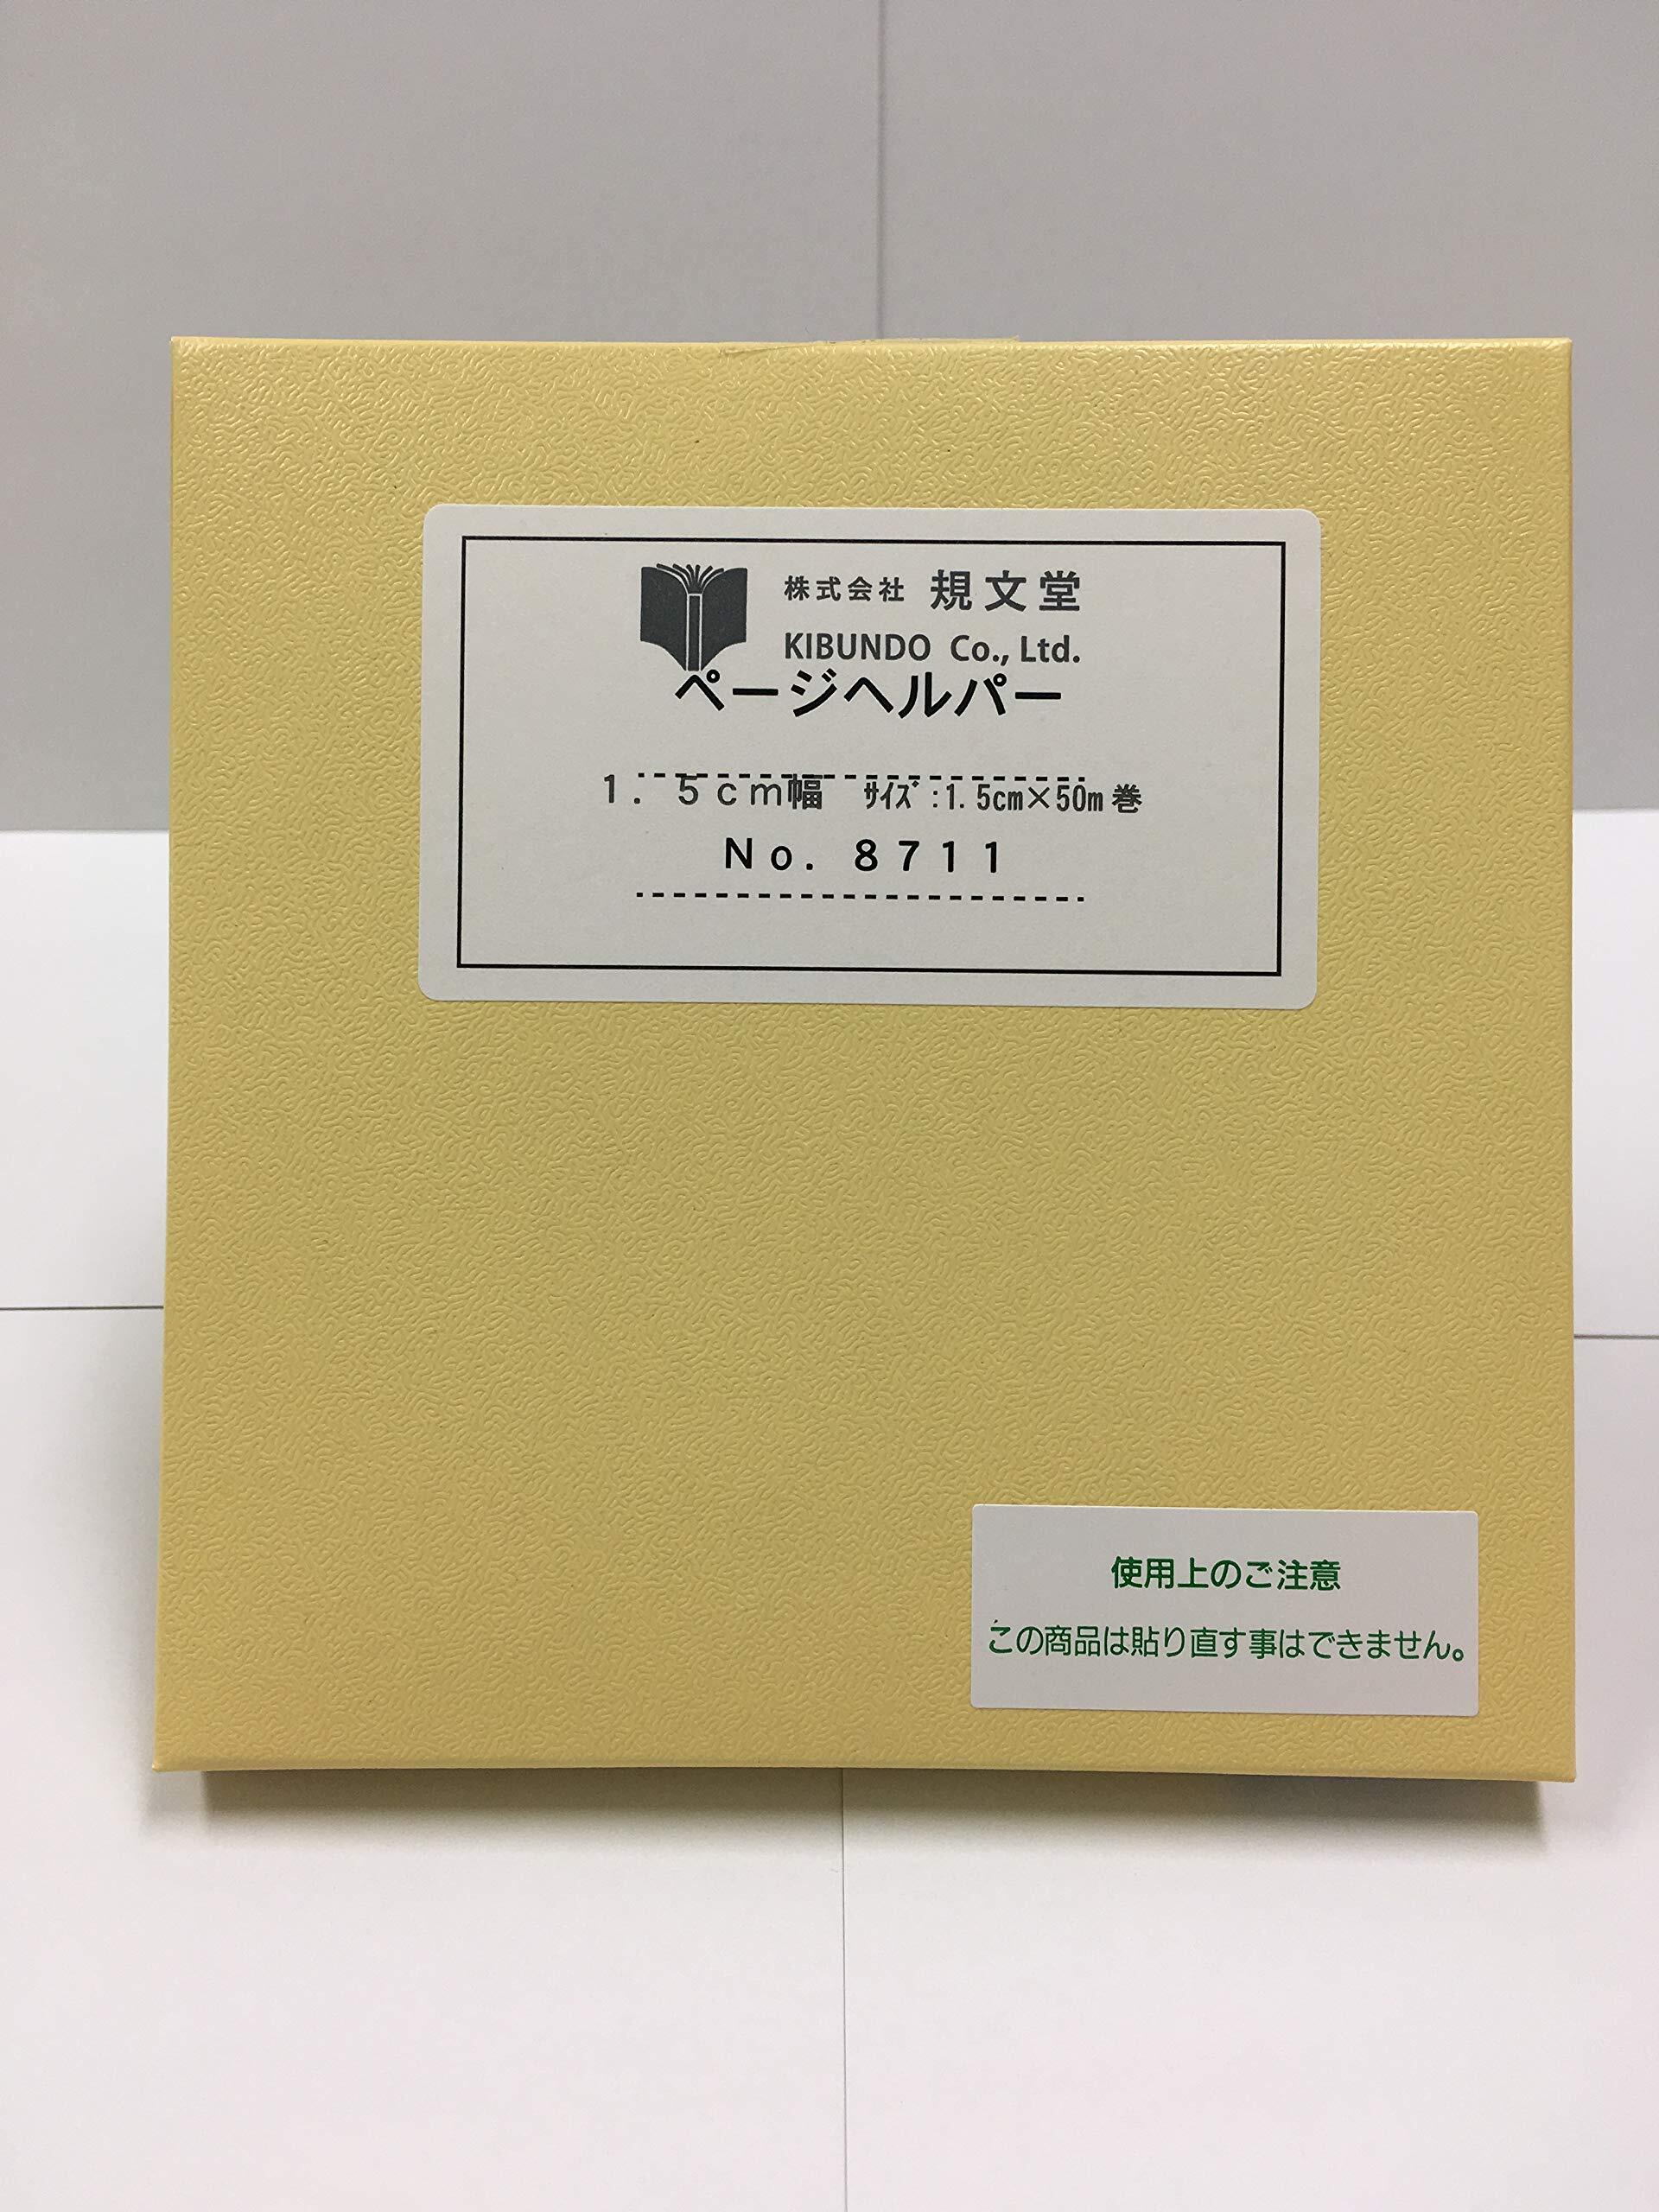 株式会社 規文堂
KIBUNDO Co., Ltd.
ページヘルパー
1. 5cm幅 ｻｲｽﾞ:1.5cm×50m巻
No. 8711
使用上のご注意
この商品は貼り直す事はできません。